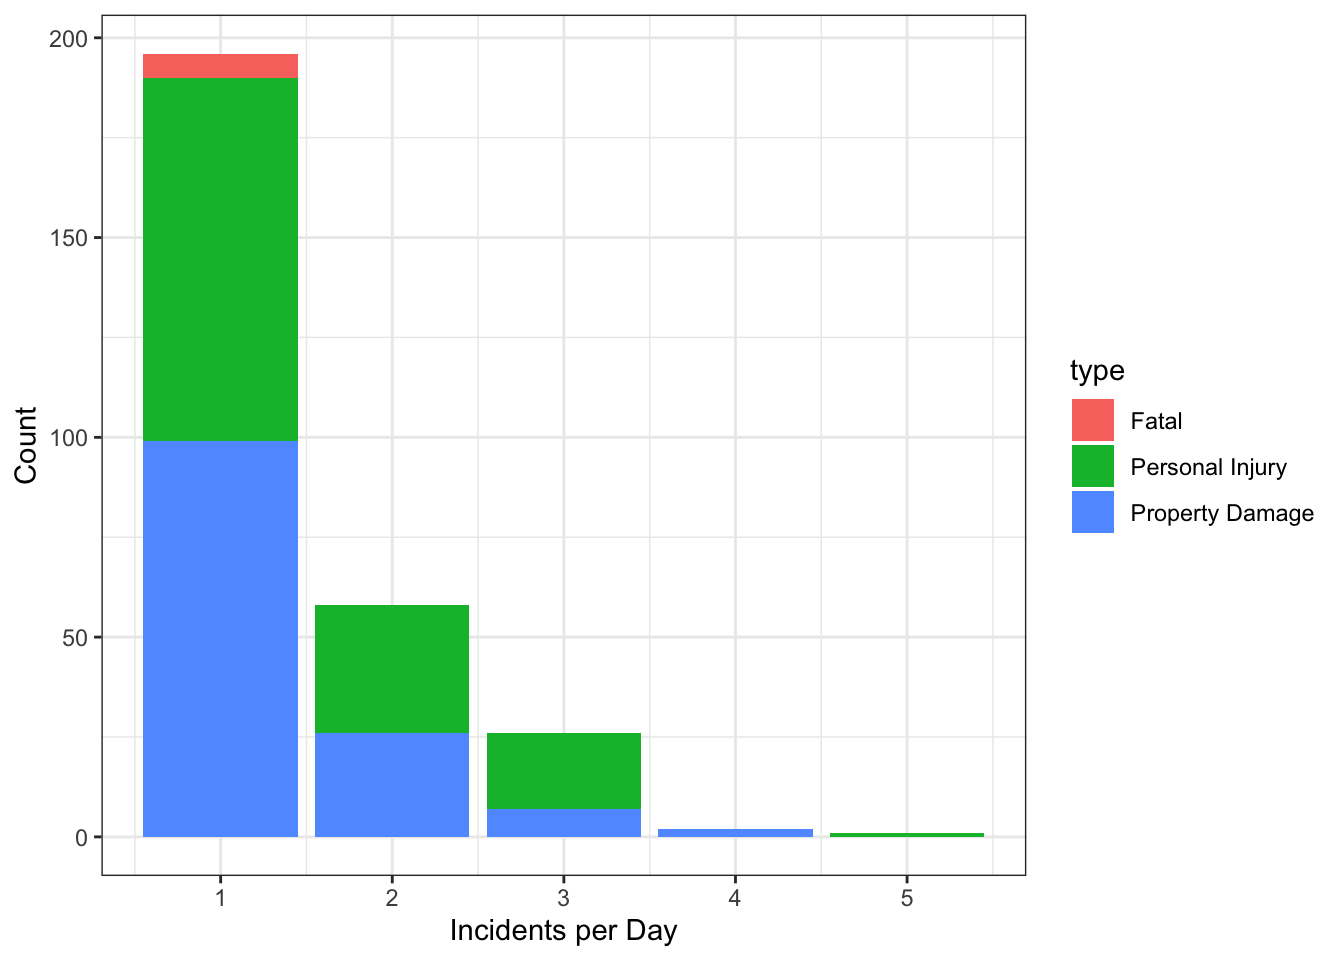 200
150
100
50
0
Count
1 2 3 4 5
Incidents per Day
type
Fatal
Personal Injury
Property Damage